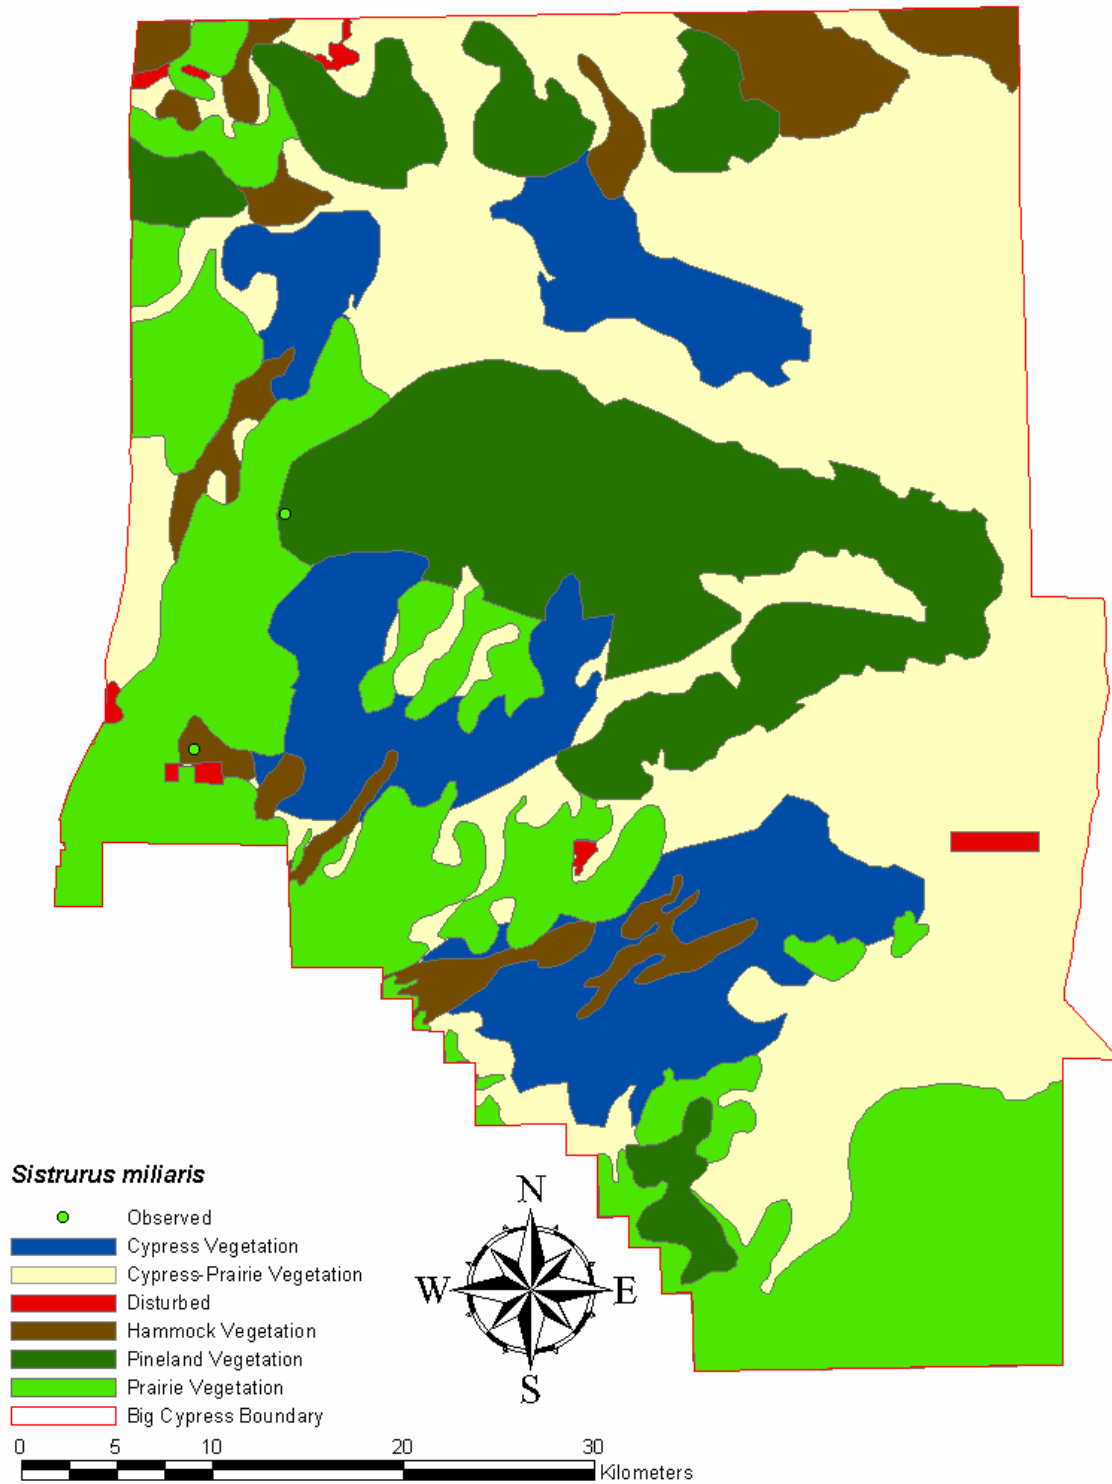 Sistrurus miliaris
Observed
Cypress Vegetation
Cypress-Prairie Vegetation
Disturbed
Hammock Vegetation
Pineland Vegetation
Prairie Vegetation
Big Cypress Boundary
N
W E
S
0 5 10 20 30
Kilometers